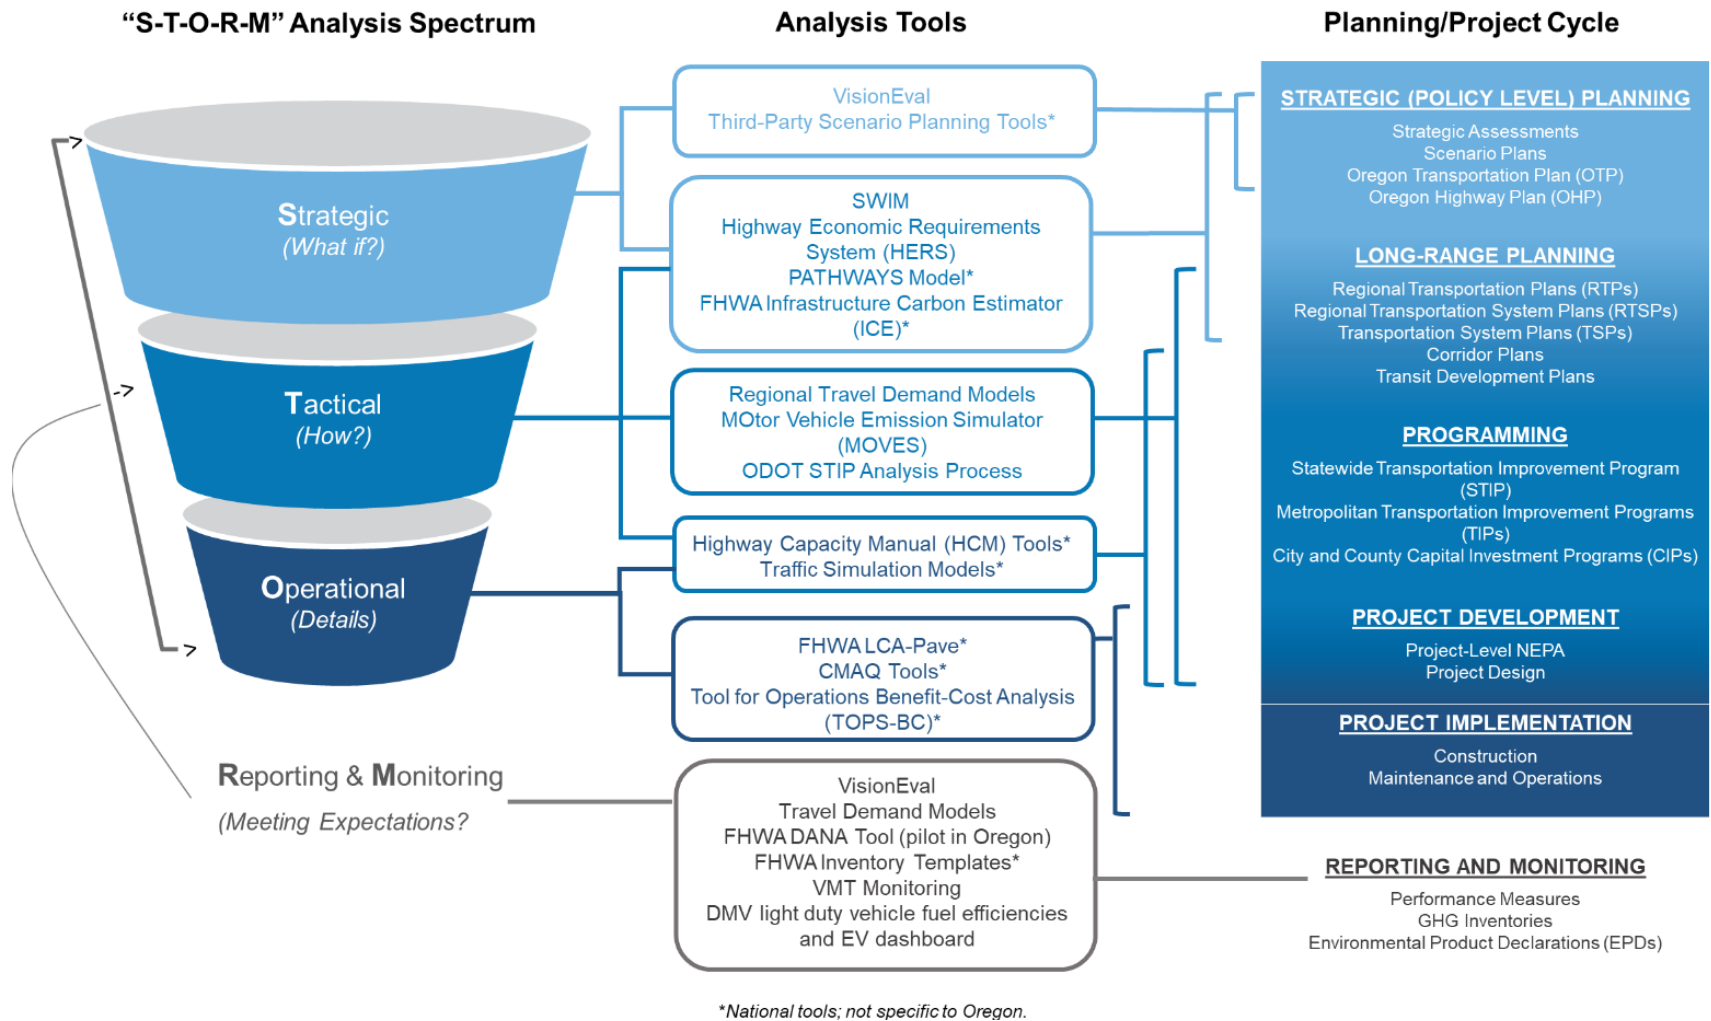 “S-T-O-R-M” Analysis Spectrum
Analysis Tools
Planning/Project Cycle
Strategic
(What if?)
Tactical
(How?)
Operational
(Details)
Reporting & Monitoring
(Meeting Expectations?
VisionEval
Third-Party Scenario Planning Tools*
SWIM
Highway Economic Requirements
System (HERS)
PATHWAYS Model*
FHWA Infrastructure Carbon Estimator
(ICE)*
Regional Travel Demand Models
MOtor Vehicle Emission Simulator
(MOVES)
ODOT STIP Analysis Process
Highway Capacity Manual (HCM) Tools*
Traffic Simulation Models*
FHWA LCA-Pave*
CMAQ Tools*
Tool for Operations Benefit-Cost Analysis
(TOPS-BC)*
VisionEval
Travel Demand Models
FHWA DANA Tool (pilot in Oregon)
FHWA Inventory Templates*
VMT Monitoring
DMV light duty vehicle fuel efficiencies
and EV dashboard
STRATEGIC (POLICY LEVEL) PLANNING
Strategic Assessments
Scenario Plans
Oregon Transportation Plan (OTP)
Oregon Highway Plan (OHP)
LONG-RANGE PLANNING
Regional Transportation Plans (RTPs)
Regional Transportation System Plans (RTSPs)
Transportation System Plans (TSPs)
Corridor Plans
Transit Development Plans
PROGRAMMING
Statewide Transportation Improvement Program
(STIP)
Metropolitan Transportation Improvement Programs
(TIPs)
City and County Capital Investment Programs (CIPs)
PROJECT DEVELOPMENT
Project-Level NEPA
Project Design
PROJECT IMPLEMENTATION
Construction
Maintenance and Operations
REPORTING AND MONITORING
Performance Measures
GHG Inventories
Environmental Product Declarations (EPDs)
*National tools; not specific to Oregon.